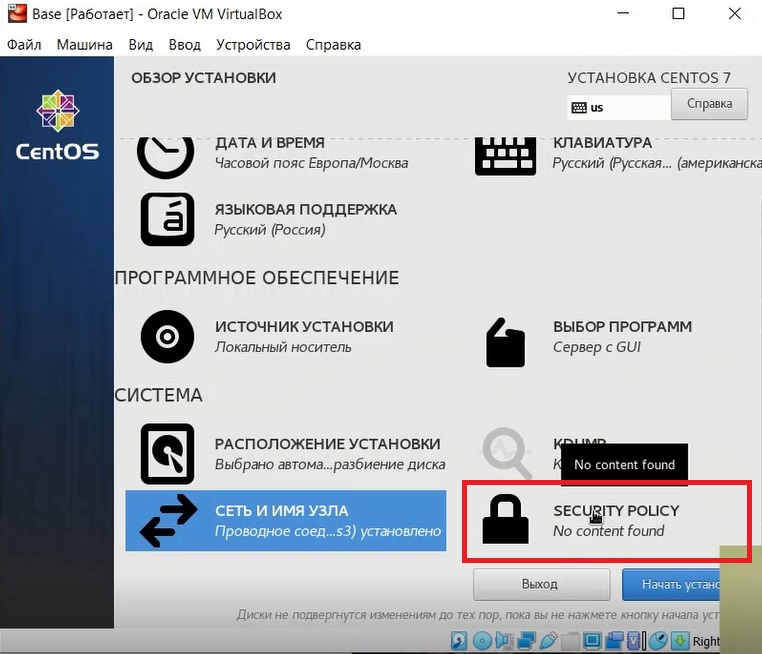 Base [Работает] - Oracle VM VirtualBox
Файл Машина Вид Ввод Устройства Справка
ОБЗОР УСТАНОВКИ
УСТАНОВКА CENTOS 7
us
Справка
CentOS
ДАТА И ВРЕМЯ
Часовой пояс Европа/Москва
КЛАВИАТУРА
Русский (Русская... (американска
ЯЗЫКОВАЯ ПОДДЕРЖКА
Русский (Россия)
ПРОГРАММНОЕ ОБЕСПЕЧЕНИЕ
ИСТОЧНИК УСТАНОВКИ
Локальный носитель
ВЫБОР ПРОГРАММ
Сервер с GUI
СИСТЕМА
РАСПОЛОЖЕНИЕ УСТАНОВКИ
Выбрано автома...разбиение диска
KDUMP
No content found
СЕТЬ И ИМЯ УЗЛА
Проводное соед...s3) установлено
SECURITY POLICY
No content found
Выход
Начать устано
Диски не подвергнутся изменениям до тех пор, пока вы не нажмете кнопку начала уст
Right